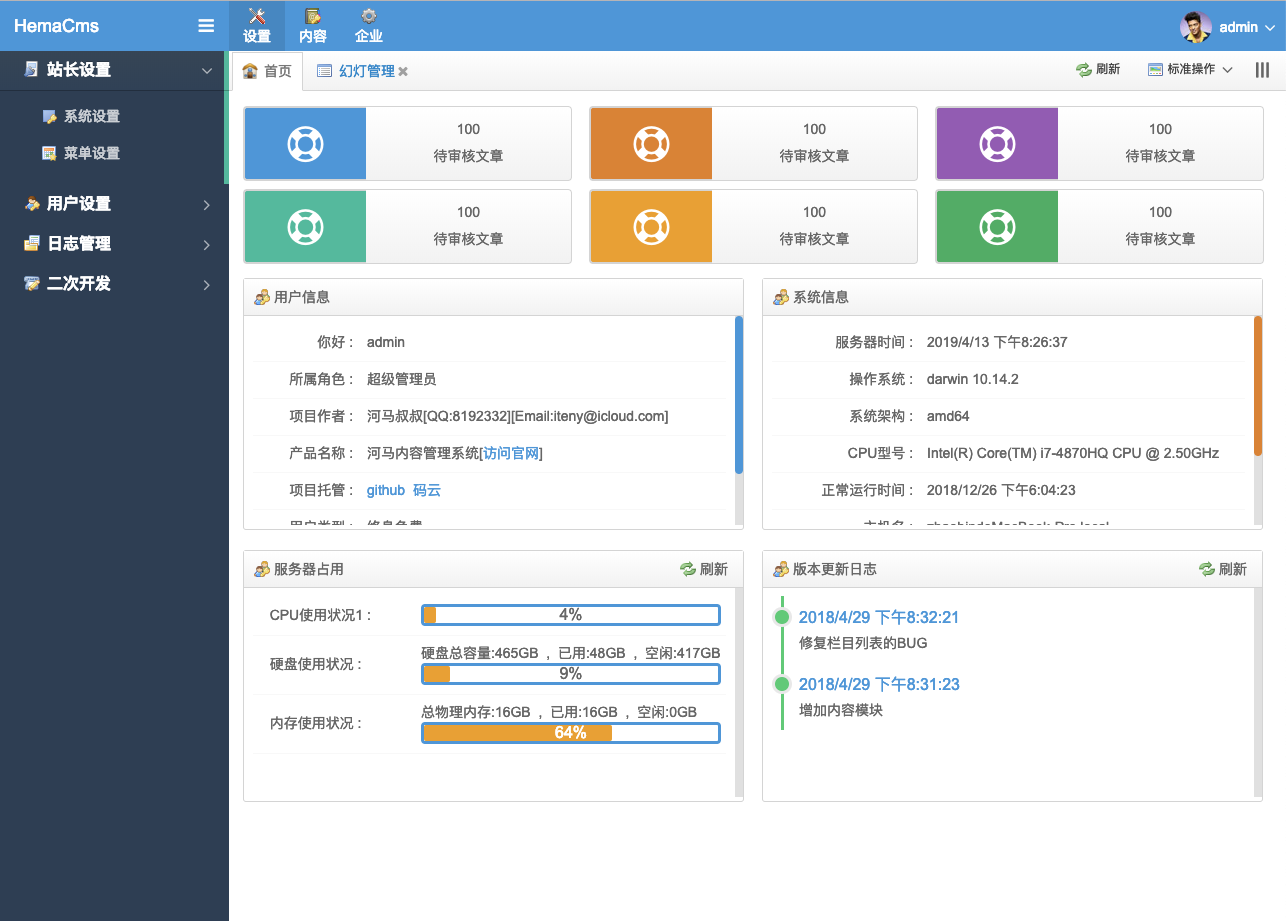 HemaCms
设置
内容
企业
admin
站长设置
系统设置
菜单设置
用户设置
日志管理
二次开发
首页
幻灯管理
刷新
标准操作
100
待审核文章
100
待审核文章
100
待审核文章
100
待审核文章
100
待审核文章
100
待审核文章
用户信息
你好： admin
所属角色： 超级管理员
项目作者： 河马叔叔[QQ:8192332][Email:iteny@icloud.com]
产品名称： 河马内容管理系统[访问官网]
项目托管： github 码云
系统信息
服务器时间： 2019/4/13 下午8:26:37
操作系统： darwin 10.14.2
系统架构： amd64
CPU型号： Intel(R) Core(TM) i7-4870HQ CPU @ 2.50GHz
正常运行时间： 2018/12/26 下午6:04:23
服务器占用
刷新
CPU使用状况1：
4%
硬盘使用状况：
硬盘总容量:465GB ，已用:48GB ，空闲:417GB
9%
内存使用状况：
总物理内存:16GB ，已用:16GB ，空闲:0GB
64%
版本更新日志
刷新
2018/4/29 下午8:32:21
修复栏目列表的BUG
2018/4/29 下午8:31:23
增加内容模块